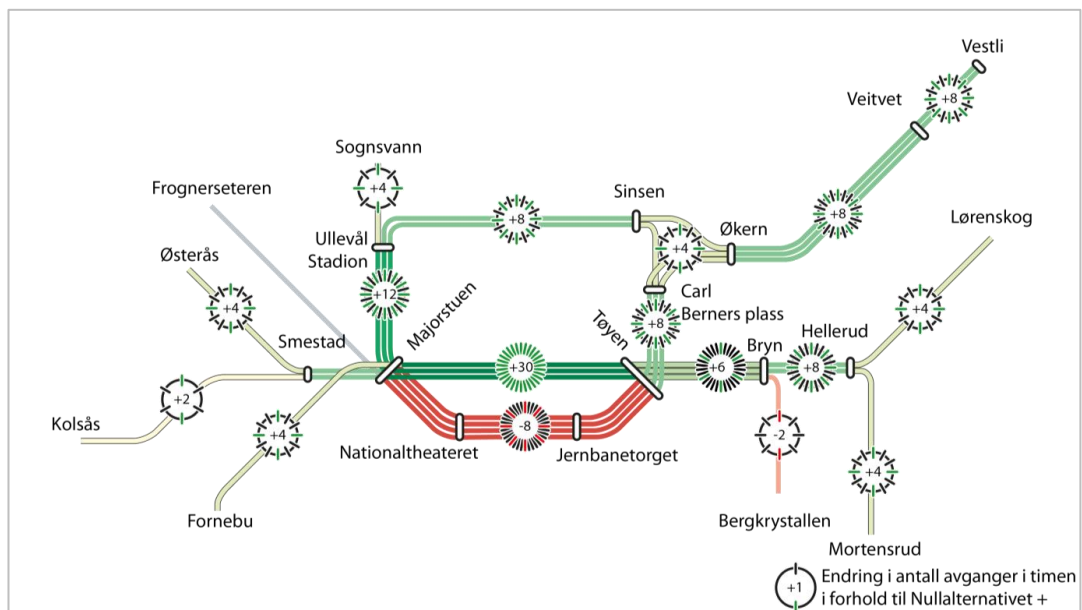 Vestli
Veitvet
+8
Sognsvann
+4
Frognerseteren
Sinsen
+8
+8
Lørenskog
Økern
Ullevål
Stadion
+4
Østerås
+12
Majorstuen
Carl
Berners plass
+4
+8
Tøyen
+4
Hellerud
Bryn
Smestad
+30
+6
+8
+2
Kolsås
+4
-8
-2
Nationaltheateret
Jernbanetorget
+4
Fornebu
Bergkrystallen
Mortensrud
+1
Endring i antall avganger i timen
i forhold til Nullalternativet +